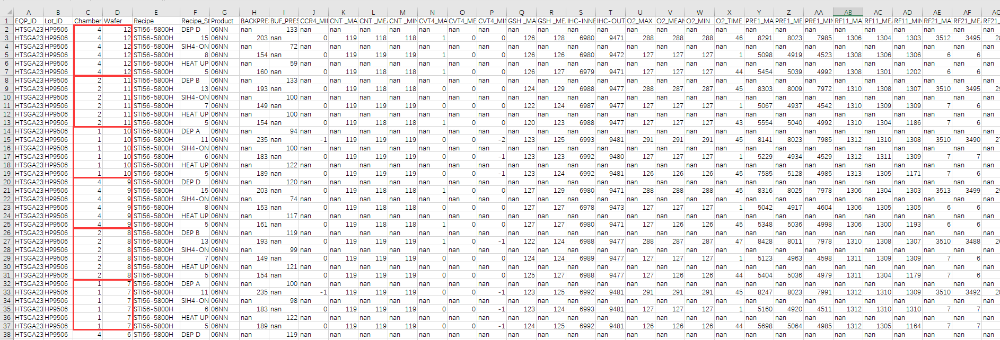 A B C D E F G H I J K L M N O P Q R S T U V W X Y Z AA AB AC AD AE AF AG
1 EQP_ID Lot_ID Chamber Wafer Recipe Recipe_St Product BACKPRE BUF_PRES CCR4_MII CNT _MA CNT _MEA CNT _MIN CVT4_MA CVT4_ME CVT4_MIN GSH _MA GSH _ME IHC-INNE IHC-OUT O2_MAX O2_MEAN O2_MIN O2_TIME PRE1_MA PRE1_ME PRE1_MIN RF11_MA RF11_MEA RF11_MIN RF21_MA RF21_MEA RF21_
2 HTSGA23 HP9506 4 12 STI56-5800H DEP D 06NN nan 133 nan nan nan nan nan nan nan nan nan nan nan nan nan nan nan nan nan nan nan nan nan nan nan
3 HTSGA23 HP9506 4 12 STI56-5800H 15 06NN 203 nan 0 119 118 118 1 0 0 126 128 6980 9471 288 288 288 46 8291 8023 7985 1306 1304 1303 3512 3495 28
4 HTSGA23 HP9506 4 12 STI56-5800H SIH4-ON 06NN nan 72 nan nan nan nan nan nan nan nan nan nan nan nan nan nan nan nan nan nan nan nan nan nan nan
5 HTSGA23 HP9506 4 12 STI56-5800H 8 06NN 154 nan 0 119 119 119 1 0 0 126 126 6980 9472 127 127 127 1 5098 4919 4523 1308 1306 1306 6 6
6 HTSGA23 HP9506 4 12 STI56-5800H HEAT UP 06NN nan 59 nan nan nan nan nan nan nan nan nan nan nan nan nan nan nan nan nan nan nan nan nan nan nan
7 HTSGA23 HP9506 4 12 STI56-5800H 5 06NN 160 nan 0 119 118 118 1 0 0 126 127 6979 9471 127 127 127 44 5454 5039 4992 1308 1301 1202 6 6
8 HTSGA23 HP9506 2 11 STI56-5800H DEP B 06NN nan 133 nan nan nan nan nan nan nan nan nan nan nan nan nan nan nan nan nan nan nan nan nan nan nan
9 HTSGA23 HP9506 2 11 STI56-5800H 13 06NN 193 nan 0 119 118 118 1 0 0 124 129 6988 9477 288 287 287 45 8303 8009 7972 1310 1308 1307 3510 3495 29
10 HTSGA23 HP9506 2 11 STI56-5800H SIH4-ON 06NN nan 100 nan nan nan nan nan nan nan nan nan nan nan nan nan nan nan nan nan nan nan nan nan nan nan
11 HTSGA23 HP9506 2 11 STI56-5800H 7 06NN 149 nan 0 119 119 119 0 0 0 122 124 6987 9477 127 127 127 1 5067 4937 4542 1310 1309 1309 7 6
12 HTSGA23 HP9506 2 11 STI56-5800H HEAT UP 06NN nan 100 nan nan nan nan nan nan nan nan nan nan nan nan nan nan nan nan nan nan nan nan nan nan nan
13 HTSGA23 HP9506 2 11 STI56-5800H 5 06NN 154 nan 0 119 118 118 1 0 0 120 123 6988 9477 127 127 127 43 5554 5040 4992 1310 1304 1186 7 6
14 HTSGA23 HP9506 1 10 STI56-5800H DEP A 06NN nan 94 nan nan nan nan nan nan nan nan nan nan nan nan nan nan nan nan nan nan nan nan nan nan nan
15 HTSGA23 HP9506 1 10 STI56-5800H 11 06NN 235 nan -1 119 119 119 0 0 -2 123 125 6993 9481 291 291 291 45 8141 8023 7985 1312 1310 1308 3510 3490 27
16 HTSGA23 HP9506 1 10 STI56-5800H SIH4-ON 06NN nan 100 nan nan nan nan nan nan nan nan nan nan nan nan nan nan nan nan nan nan nan nan nan nan nan
17 HTSGA23 HP9506 1 10 STI56-5800H 6 06NN 183 nan 0 119 119 119 0 0 -1 123 123 6992 9480 127 127 127 1 5229 4934 4529 1312 1311 1309 7 7
18 HTSGA23 HP9506 1 10 STI56-5800H HEAT UP 06NN nan 122 nan nan nan nan nan nan nan nan nan nan nan nan nan nan nan nan nan nan nan nan nan nan nan
19 HTSGA23 HP9506 1 10 STI56-5800H 5 06NN 189 nan 0 119 119 119 0 0 -1 123 124 6992 9481 126 126 126 45 7585 5128 4985 1313 1305 1171 7 6
20 HTSGA23 HP9506 4 9 STI56-5800H DEP D 06NN nan 120 nan nan nan nan nan nan nan nan nan nan nan nan nan nan nan nan nan nan nan nan nan nan nan
21 HTSGA23 HP9506 4 9 STI56-5800H 15 06NN 203 nan 0 119 118 118 1 0 0 127 129 6980 9471 288 288 288 45 8316 8025 7978 1306 1304 1303 3513 3499 29
22 HTSGA23 HP9506 4 9 STI56-5800H SIH4-ON 06NN nan 74 nan nan nan nan nan nan nan nan nan nan nan nan nan nan nan nan nan nan nan nan nan nan nan
23 HTSGA23 HP9506 4 9 STI56-5800H 8 06NN 153 nan 0 119 119 119 0 0 0 127 127 6978 9473 127 127 127 1 5042 4917 4604 1306 1305 1305 6 6
24 HTSGA23 HP9506 4 9 STI56-5800H HEAT UP 06NN nan 117 nan nan nan nan nan nan nan nan nan nan nan nan nan nan nan nan nan nan nan nan nan nan nan
25 HTSGA23 HP9506 4 9 STI56-5800H 5 06NN 161 nan 0 119 118 118 1 0 0 127 127 6980 9471 127 126 126 45 5348 5036 4998 1306 1300 1193 6 6
26 HTSGA23 HP9506 2 8 STI56-5800H DEP B 06NN nan 119 nan nan nan nan nan nan nan nan nan nan nan nan nan nan nan nan nan nan nan nan nan nan nan
27 HTSGA23 HP9506 2 8 STI56-5800H 13 06NN 193 nan 0 119 119 119 1 0 -1 122 124 6988 9477 288 287 287 47 8428 8011 7978 1310 1308 1307 3510 3488 26
28 HTSGA23 HP9506 2 8 STI56-5800H SIH4-ON 06NN nan 99 nan nan nan nan nan nan nan nan nan nan nan nan nan nan nan nan nan nan nan nan nan nan nan
29 HTSGA23 HP9506 2 8 STI56-5800H 7 06NN 149 nan 0 119 119 119 0 0 0 124 124 6989 9477 127 127 127 1 5123 4963 4598 1311 1309 1309 7 6
30 HTSGA23 HP9506 2 8 STI56-5800H HEAT UP 06NN nan 121 nan nan nan nan nan nan nan nan nan nan nan nan nan nan nan nan nan nan nan nan nan nan nan
31 HTSGA23 HP9506 2 8 STI56-5800H 5 06NN 154 nan 0 119 119 119 0 0 0 125 127 6988 9477 127 126 126 44 5404 5036 4979 1311 1304 1179 7 6
32 HTSGA23 HP9506 1 7 STI56-5800H DEP A 06NN nan 100 nan nan nan nan nan nan nan nan nan nan nan nan nan nan nan nan nan nan nan nan nan nan nan
33 HTSGA23 HP9506 1 7 STI56-5800H 11 06NN 235 nan -1 119 119 119 0 0 -1 123 125 6992 9481 291 291 291 45 8247 8023 7991 1312 1310 1309 3510 3492 28
34 HTSGA23 HP9506 1 7 STI56-5800H SIH4-ON 06NN nan 98 nan nan nan nan nan nan nan nan nan nan nan nan nan nan nan nan nan nan nan nan nan nan nan
35 HTSGA23 HP9506 1 7 STI56-5800H 6 06NN 183 nan 0 119 119 119 0 0 -1 123 124 6993 9481 127 127 127 1 5160 4920 4511 1312 1310 1310 7 7
36 HTSGA23 HP9506 1 7 STI56-5800H HEAT UP 06NN nan 122 nan nan nan nan nan nan nan nan nan nan nan nan nan nan nan nan nan nan nan nan nan nan nan
37 HTSGA23 HP9506 1 7 STI56-5800H 5 06NN 189 nan 0 119 119 119 0 0 -1 124 125 6992 9481 126 126 126 44 5698 5064 4985 1312 1305 1164 7 7
38 HTSGA23 HP9506 4 6 STI56-5800H DEP D 06NN nan 119 nan nan nan nan nan nan nan nan nan nan nan nan nan nan nan nan nan nan nan nan nan nan nan